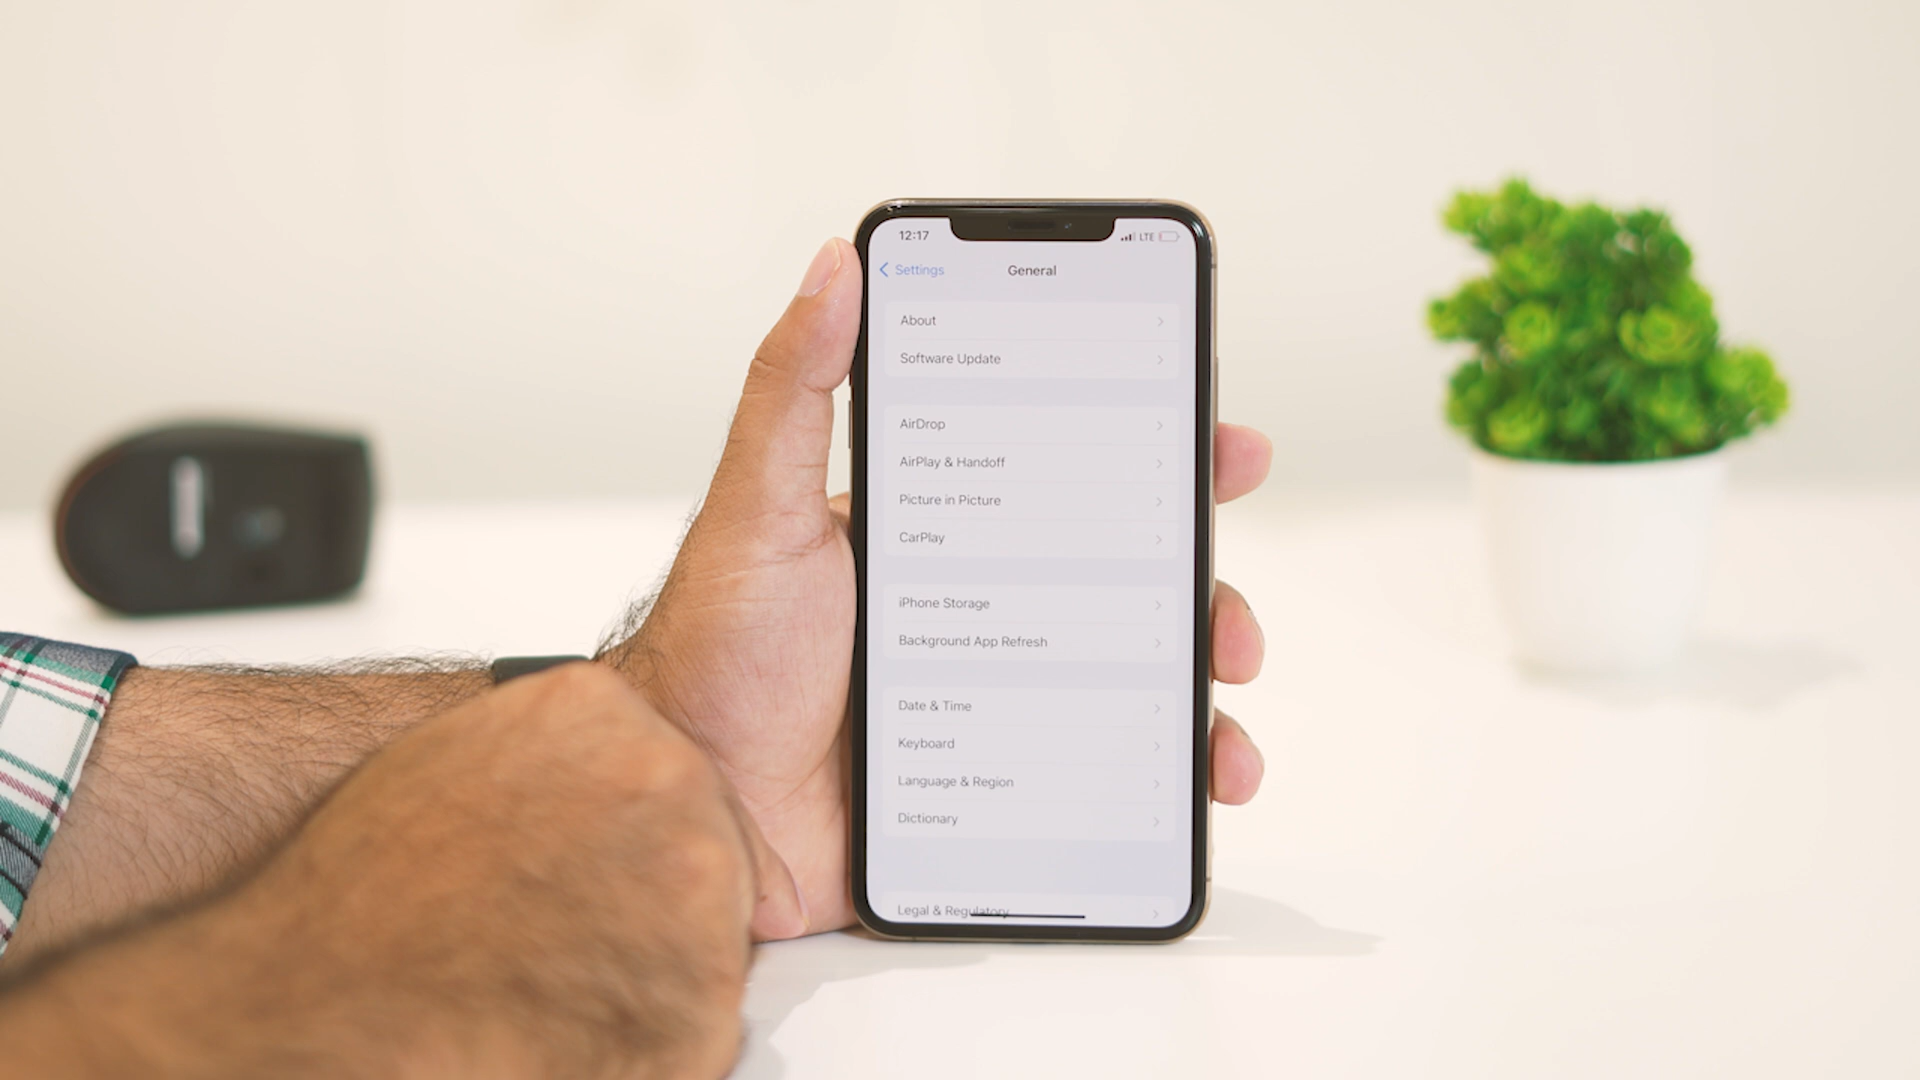 12:17
LTE
Settings
General
About
Software Update
AirDrop
AirPlay & Handoff
Picture in Picture
CarPlay
iPhone Storage
Background App Refresh
Date & Time
Keyboard
Language & Region
Dictionary
Legal & Regulatory